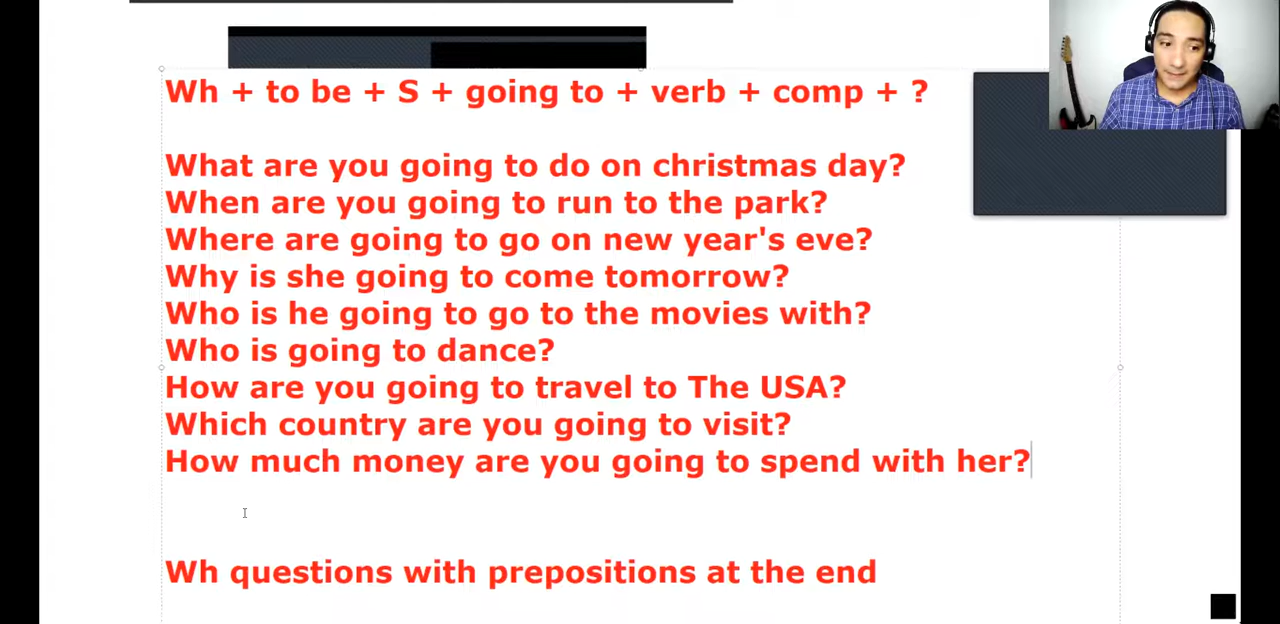 Wh + to be + S + going to + verb + comp + ?
What are you going to do on christmas day?
When are you going to run to the park?
Where are going to go on new year's eve?
Why is she going to come tomorrow?
Who is he going to go to the movies with?
Who is going to dance?
How are you going to travel to The USA?
Which country are you going to visit?
How much money are you going to spend with her?
Wh questions with prepositions at the end